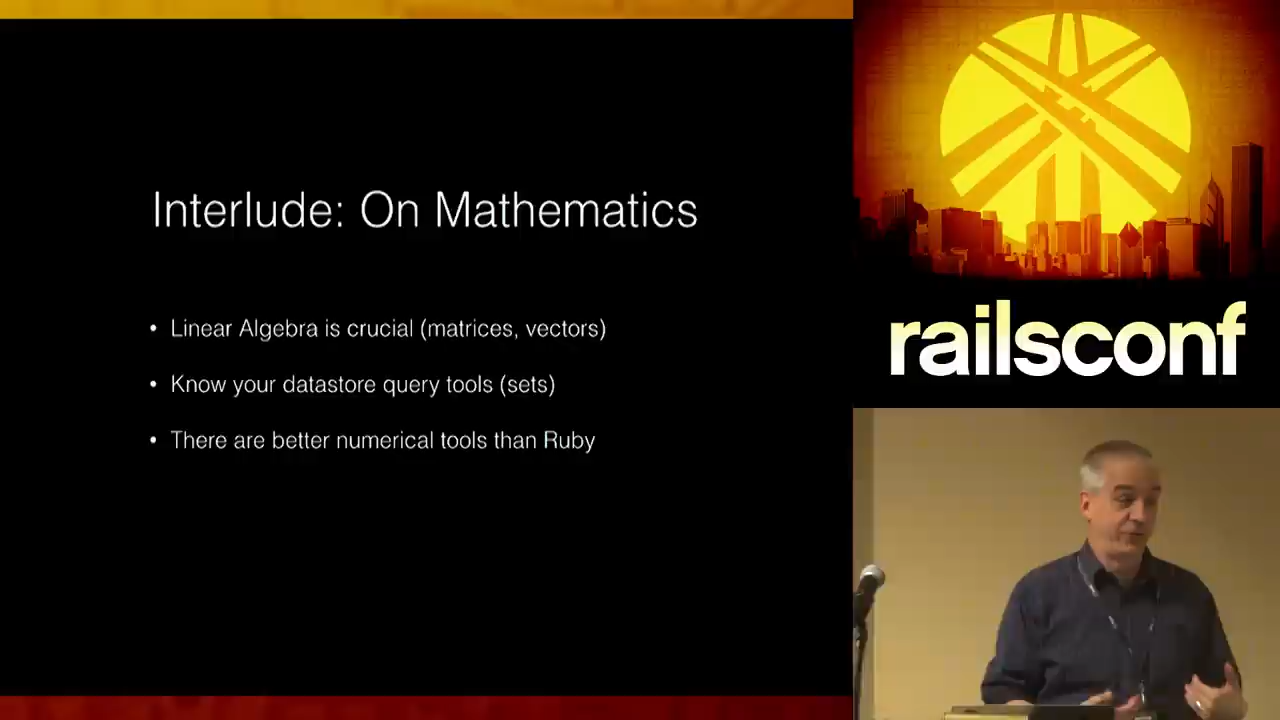 Interlude: On Mathematics
• Linear Algebra is crucial (matrices, vectors)
• Know your datastore query tools (sets)
• There are better numerical tools than Ruby
railsconf